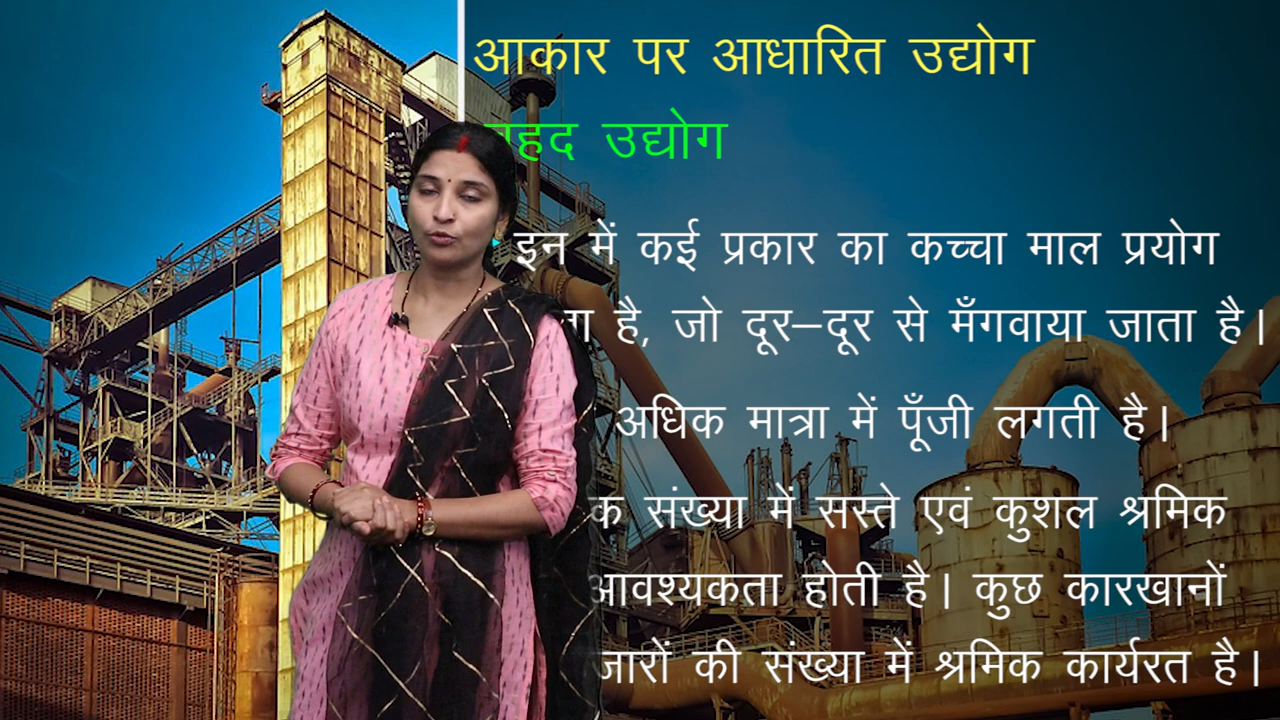 आकार पर आधारित उद्योग
उद्योग
इन में कई प्रकार का कच्चा माल प्रयोग
है, जो दूर–दूर से मँगवाया जाता है।
अधिक मात्रा में पूँजी लगती है।
संख्या में सस्ते एवं कुशल श्रमिक
आवश्यकता होती है। कुछ कारखानों
की संख्या में श्रमिक कार्यरत है।